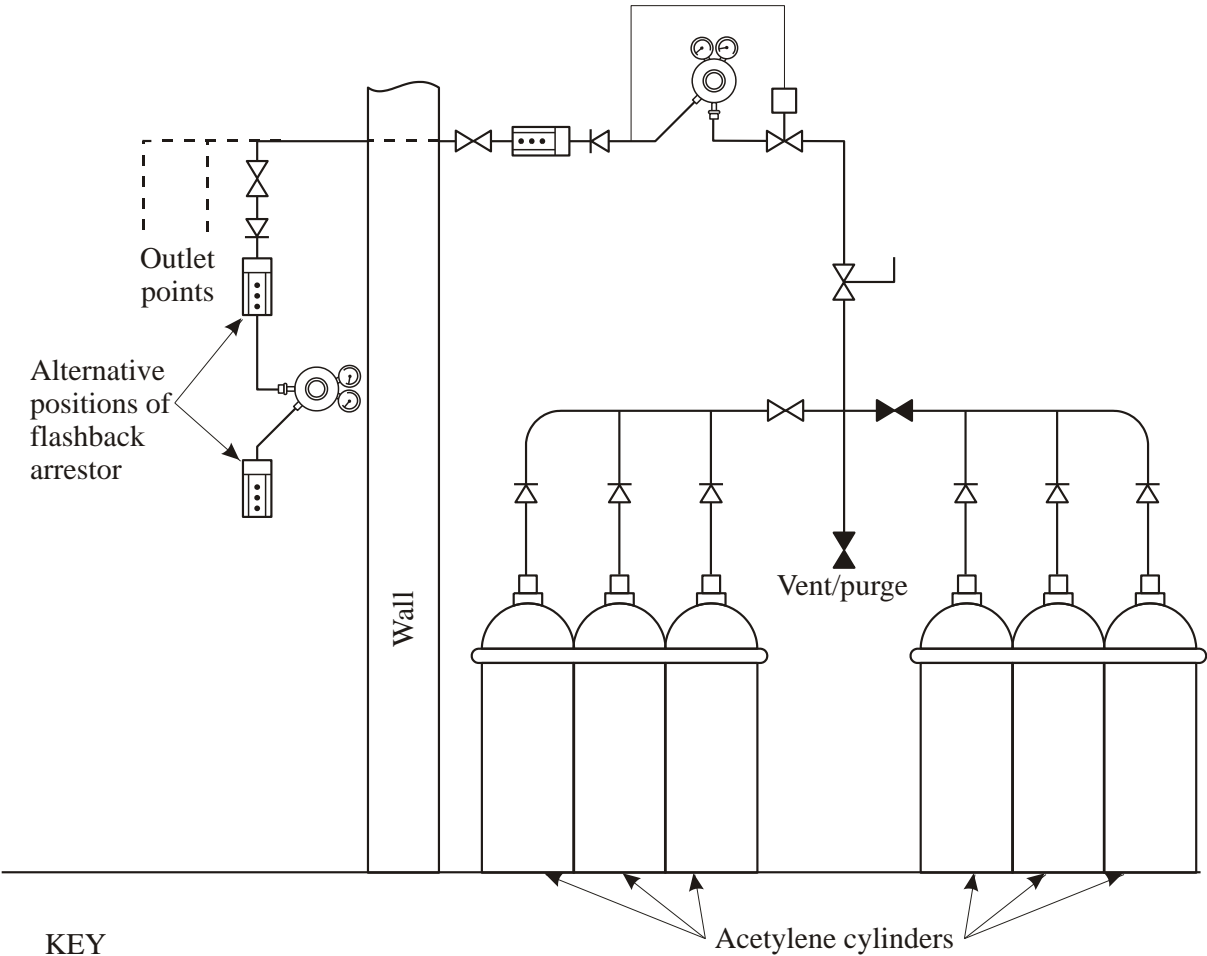 Outlet
points
Alternative
positions of
flashback
arrestor
Wall
Vent/purge
Acetylene cylinders
KEY